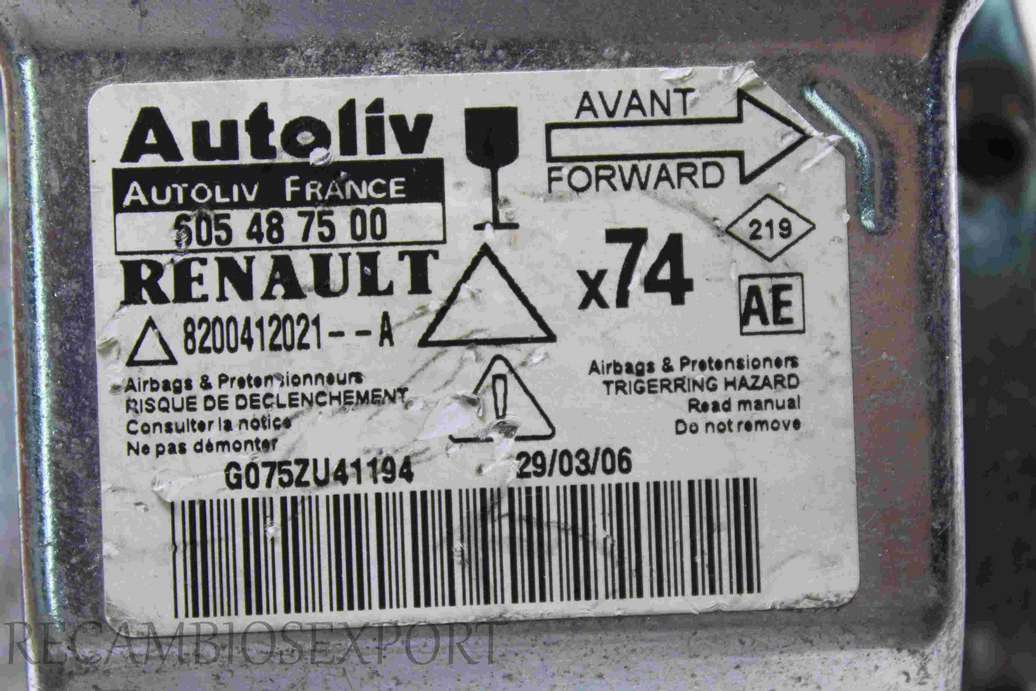 Autoliv
AUTOLIV FRANCE
605 48 75 00
RENAULT
8200412021--A
Airbags & Pretensionneurs
RISQUE DE DECLENCHEMENT
Consulter la notice
Ne pas démonter
AVANT
FORWARD
219
x74
AE
Airbags & Pretensioners
TRIGERRING HAZARD
Read manual
Do not remove
G075ZU41194
29/03/06
RECAMBIOSEXPORT